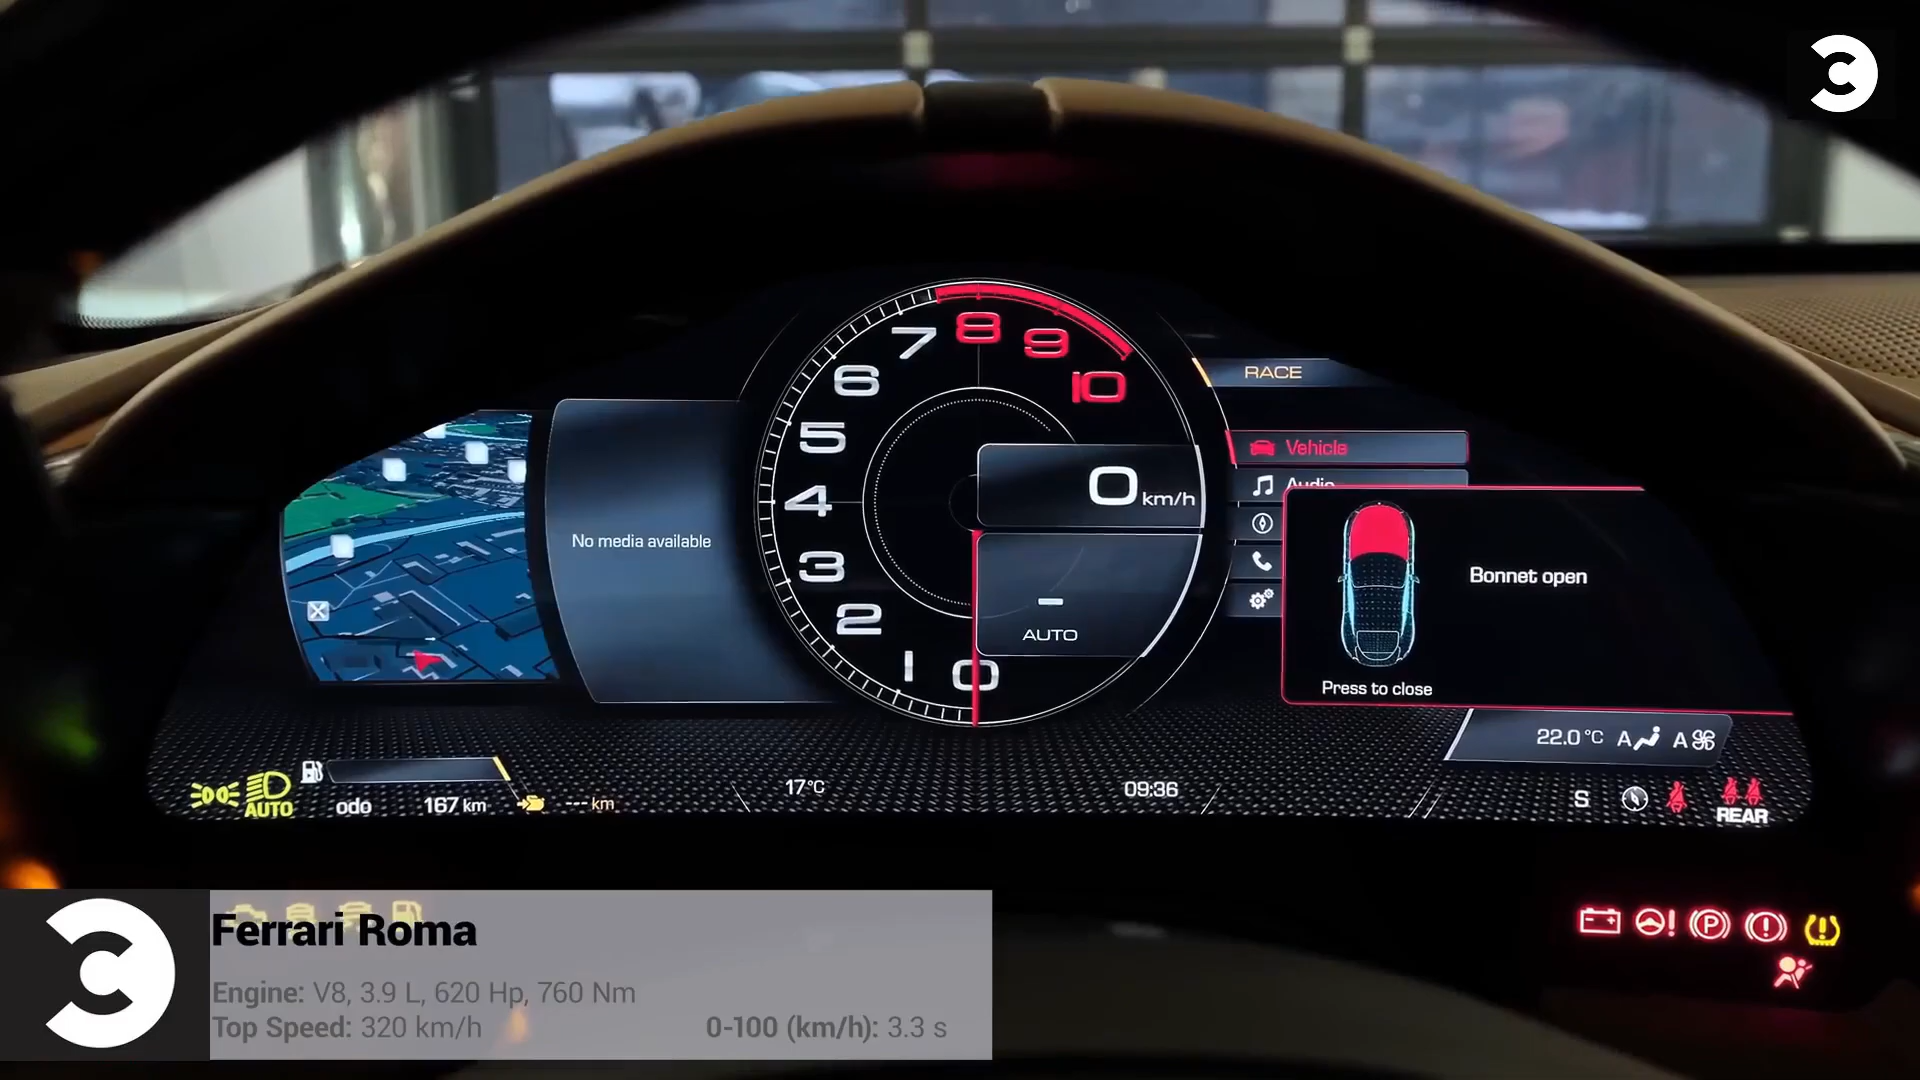 7
8
9
10
6
5
4
3
2
1
0
RACE
Vehicle
Audio
0 km/h
No media available
AUTO
Bonnet open
Press to close
22.0 °C A A
AUTO
odo 167 km --- km
17°C
09:36
S
REAR
Ferrari Roma
Engine: V8, 3.9 L, 620 Hp, 760 Nm
Top Speed: 320 km/h 0-100 (km/h): 3.3 s
P